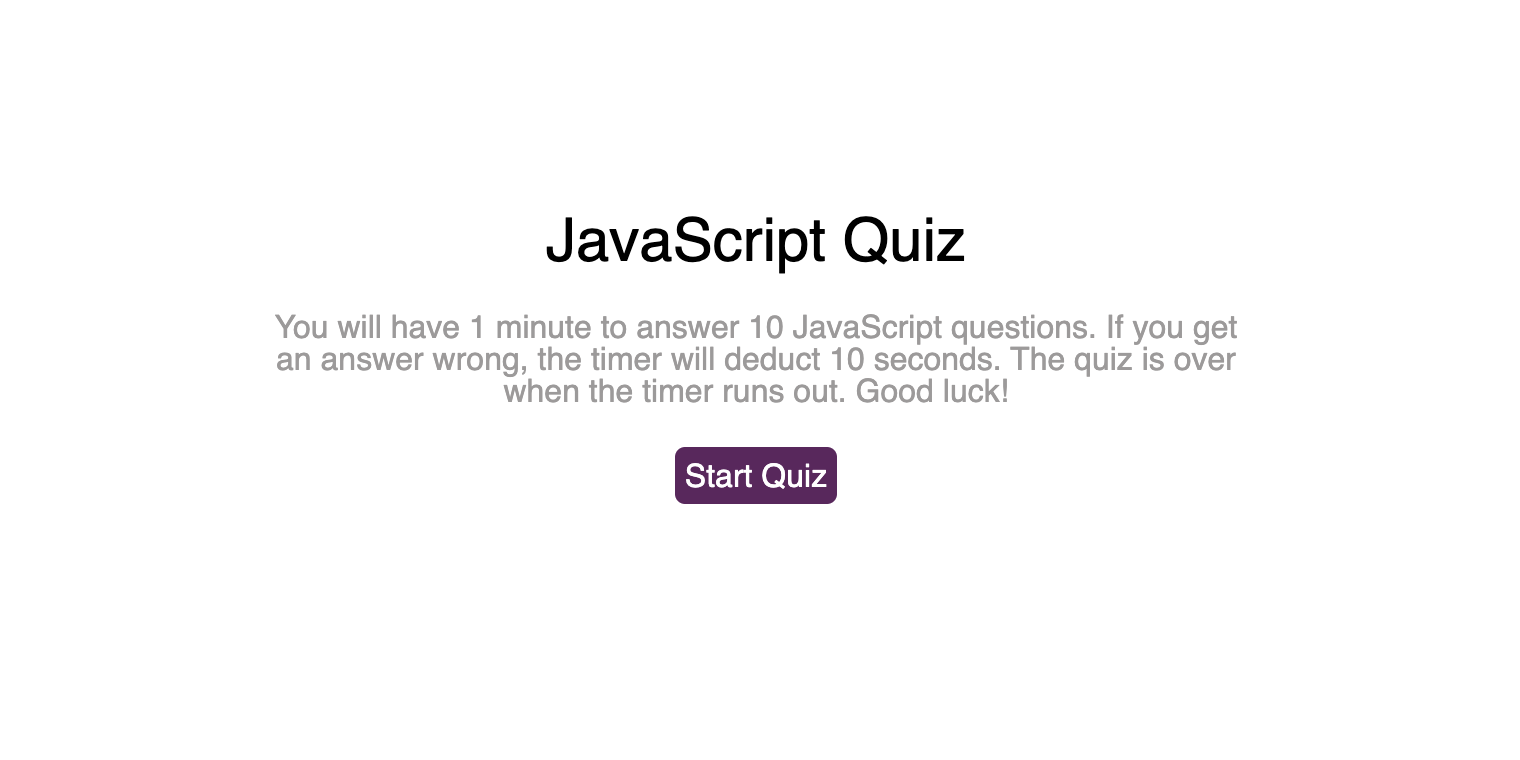 JavaScript Quiz
You will have 1 minute to answer 10 JavaScript questions. If you get
an answer wrong, the timer will deduct 10 seconds. The quiz is over
when the timer runs out. Good luck!
Start Quiz